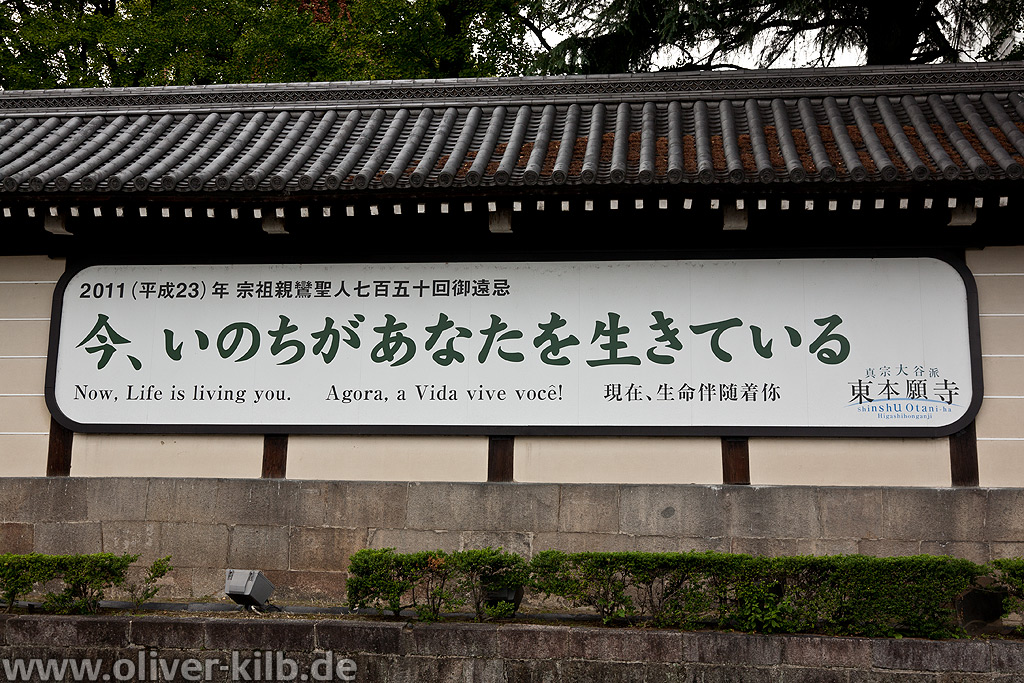 2011(平成23)年 宗祖親鸞聖人七百五十回御遠忌
今、いのちがあなたを生きている
Now, Life is living you. Agora, a Vida vive você! 現在、生命伴随着你
真宗大谷派
東本願寺
shinshU Otani-ha
Higashihonganji
www.oliver-kilb.de